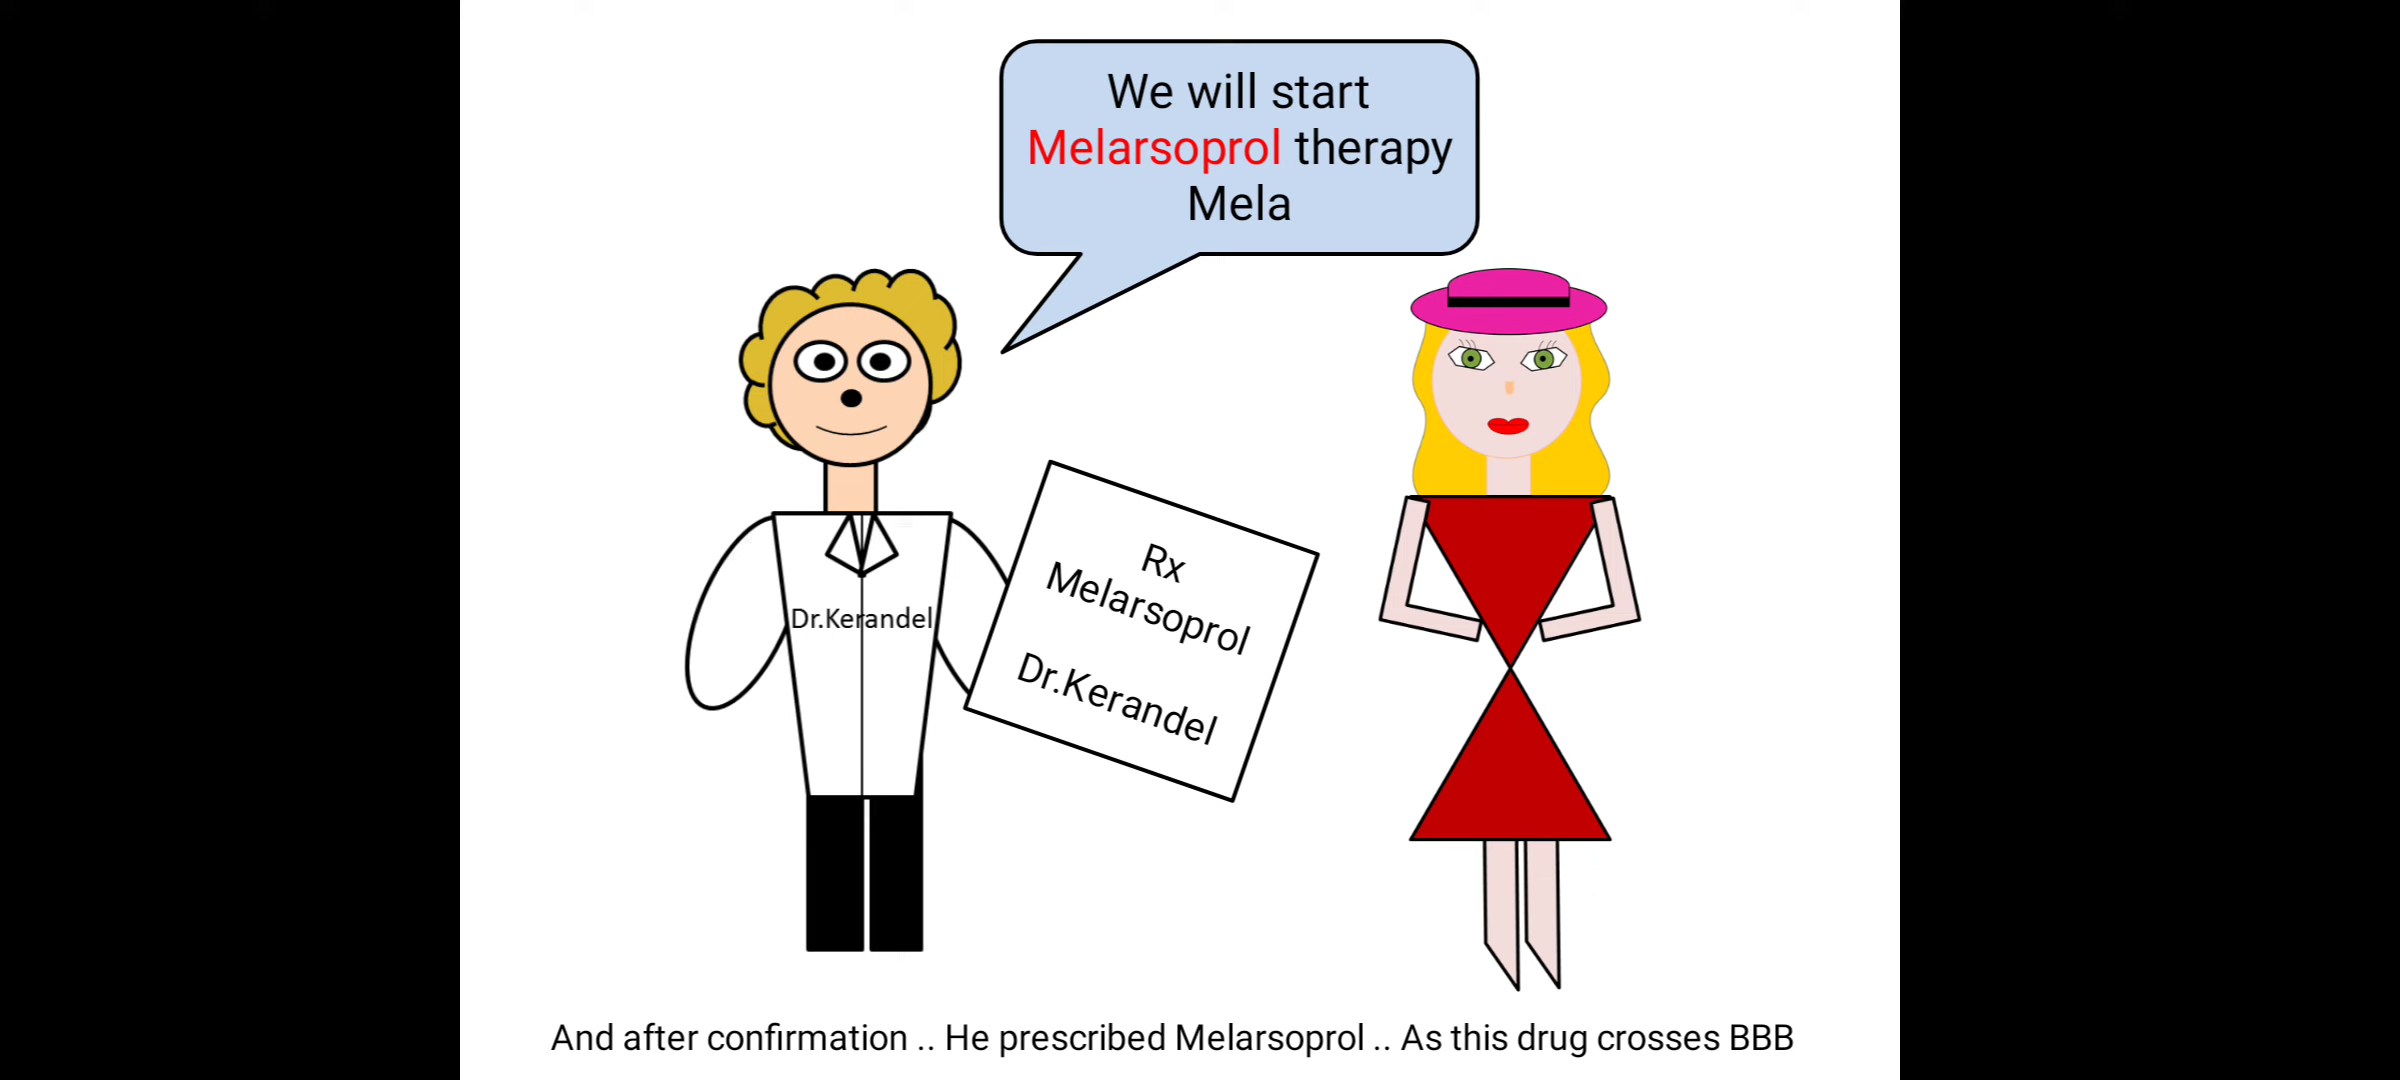 We will start
Melarsoprol therapy
Mela
Dr.Kerandel
Rx
Melarsoprol
Dr.Kerandel
And after confirmation .. He prescribed Melarsoprol .. As this drug crosses BBB